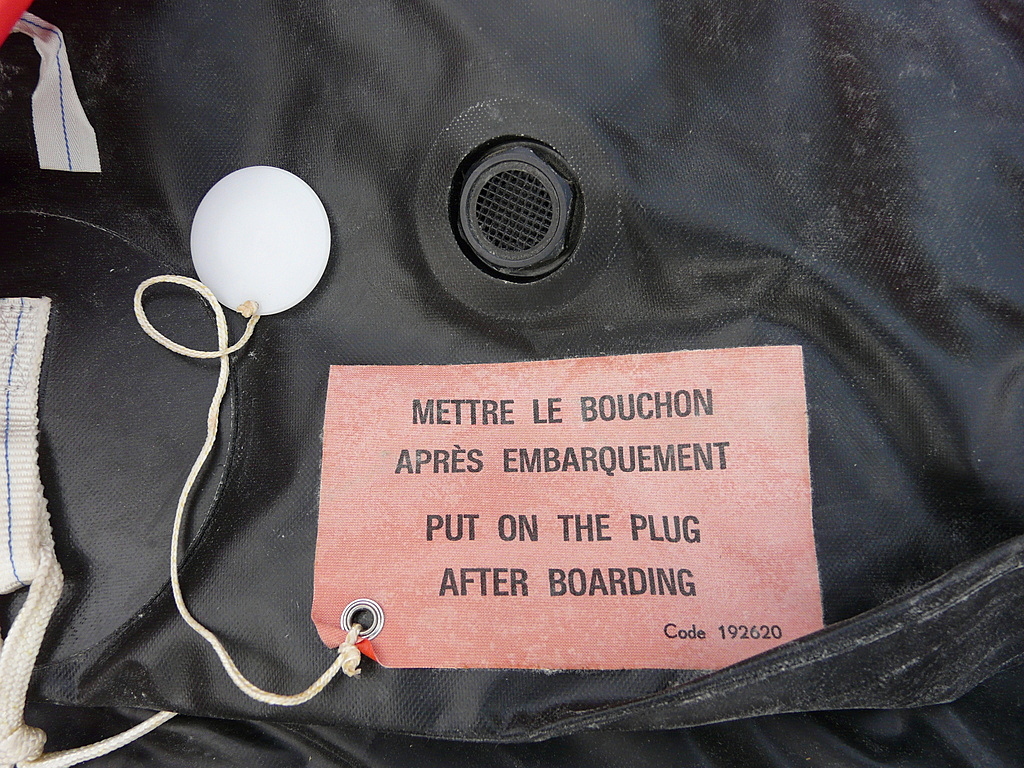 METTRE LE BOUCHON
APRÈS EMBARQUEMENT
PUT ON THE PLUG
AFTER BOARDING
Code 192620